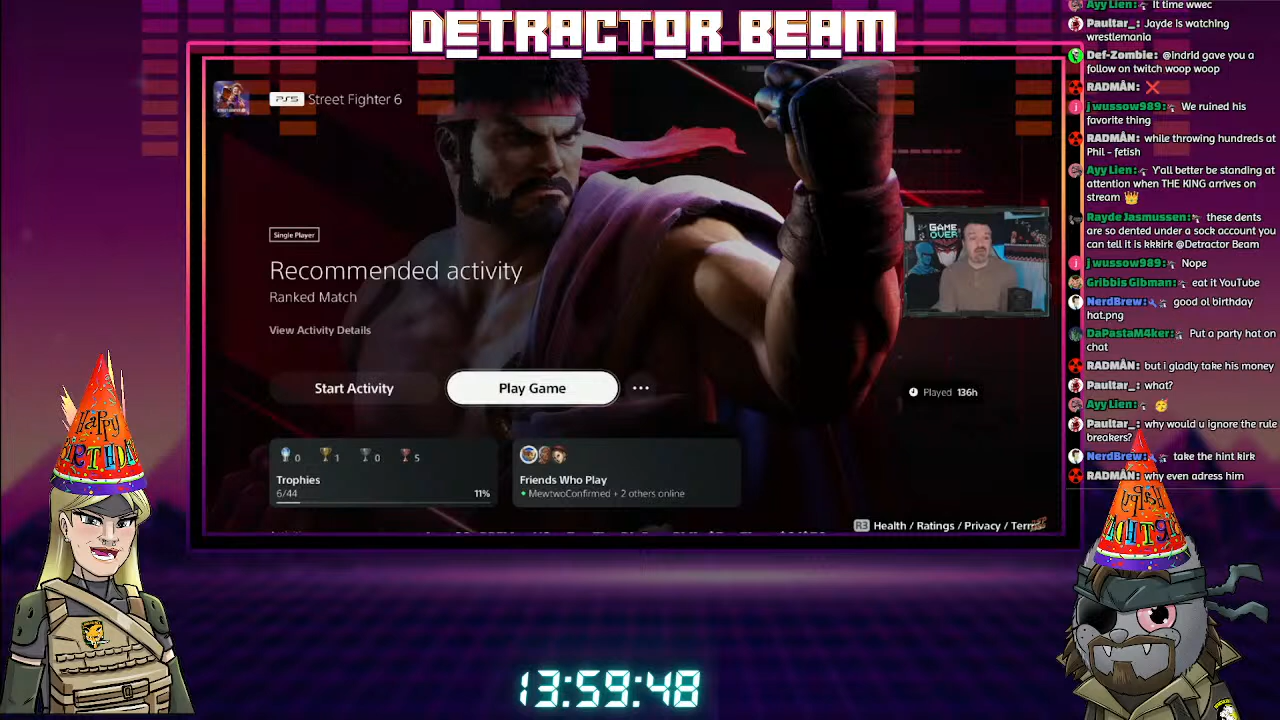 DETRACTOR BEAM
PS5 Street Fighter 6
Single Player
Recommended activity
Ranked Match
View Activity Details
Start Activity
Play Game
Played 136h
0 1 0 5
Trophies
6/44 11%
Friends Who Play
MewtwoConfirmed + 2 others online
R3 Health / Ratings / Privacy / Terms
GAME
OVER
Happy
BIRTHDAY
13:59:48
Ayy Lien: It time wwec
Paultar_: Jayde is watching
wrestlemania
Def-Zombie: @Indrid gave you a
follow on twitch woop woop
RADMÅN: ❌
j wussow989: We ruined his
favorite thing
RADMÅN: while throwing hundreds at
Phil - fetish
Ayy Lien: Y'all better be standing at
attention when THE KING arrives on
stream 👑
Rayde Jasmussen: these dents
are so dented under a sock account you
can tell it is kkkirk @Detractor Beam
j wussow989: Nope
Gribbis Gibman: eat it YouTube
NerdBrew: good ol birthday
hat.png
DaPastaM4ker: Put a party hat on
chat
RADMÅN: but i gladly take his money
Paultar_: what?
Ayy Lien: 🥳
Paultar_: why would u ignore the rule
breakers?
NerdBrew: take the hint kirk
RADMÅN: why even adress him